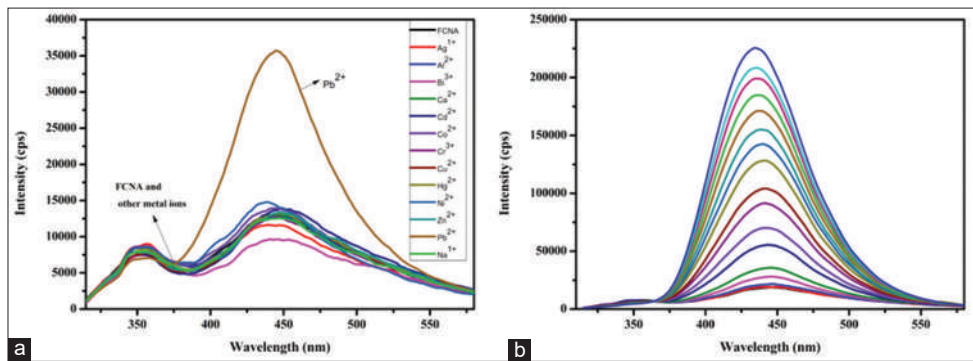 40000
35000
30000
25000
20000
15000
10000
5000
0
Intensity (cps)
350 400 450 500 550
Wavelength (nm)
Pb2+
FCNA and
other metal ions
FCNA
Ag1+
Al2+
Bi3+
Ca2+
Cd2+
Co2+
Cr3+
Cu2+
Hg2+
Ni2+
Zn2+
Pb2+
Na1+
a
250000
200000
150000
100000
50000
0
Intensity (cps)
350 400 450 500 550
Wavelength (nm)
b